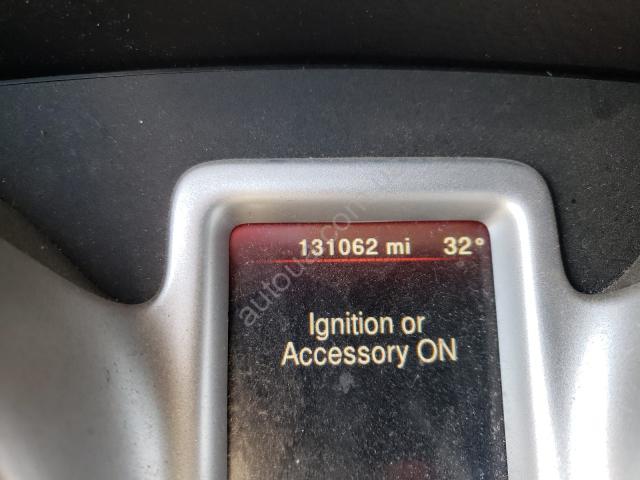 131062 mi 32°
Ignition or
Accessory ON